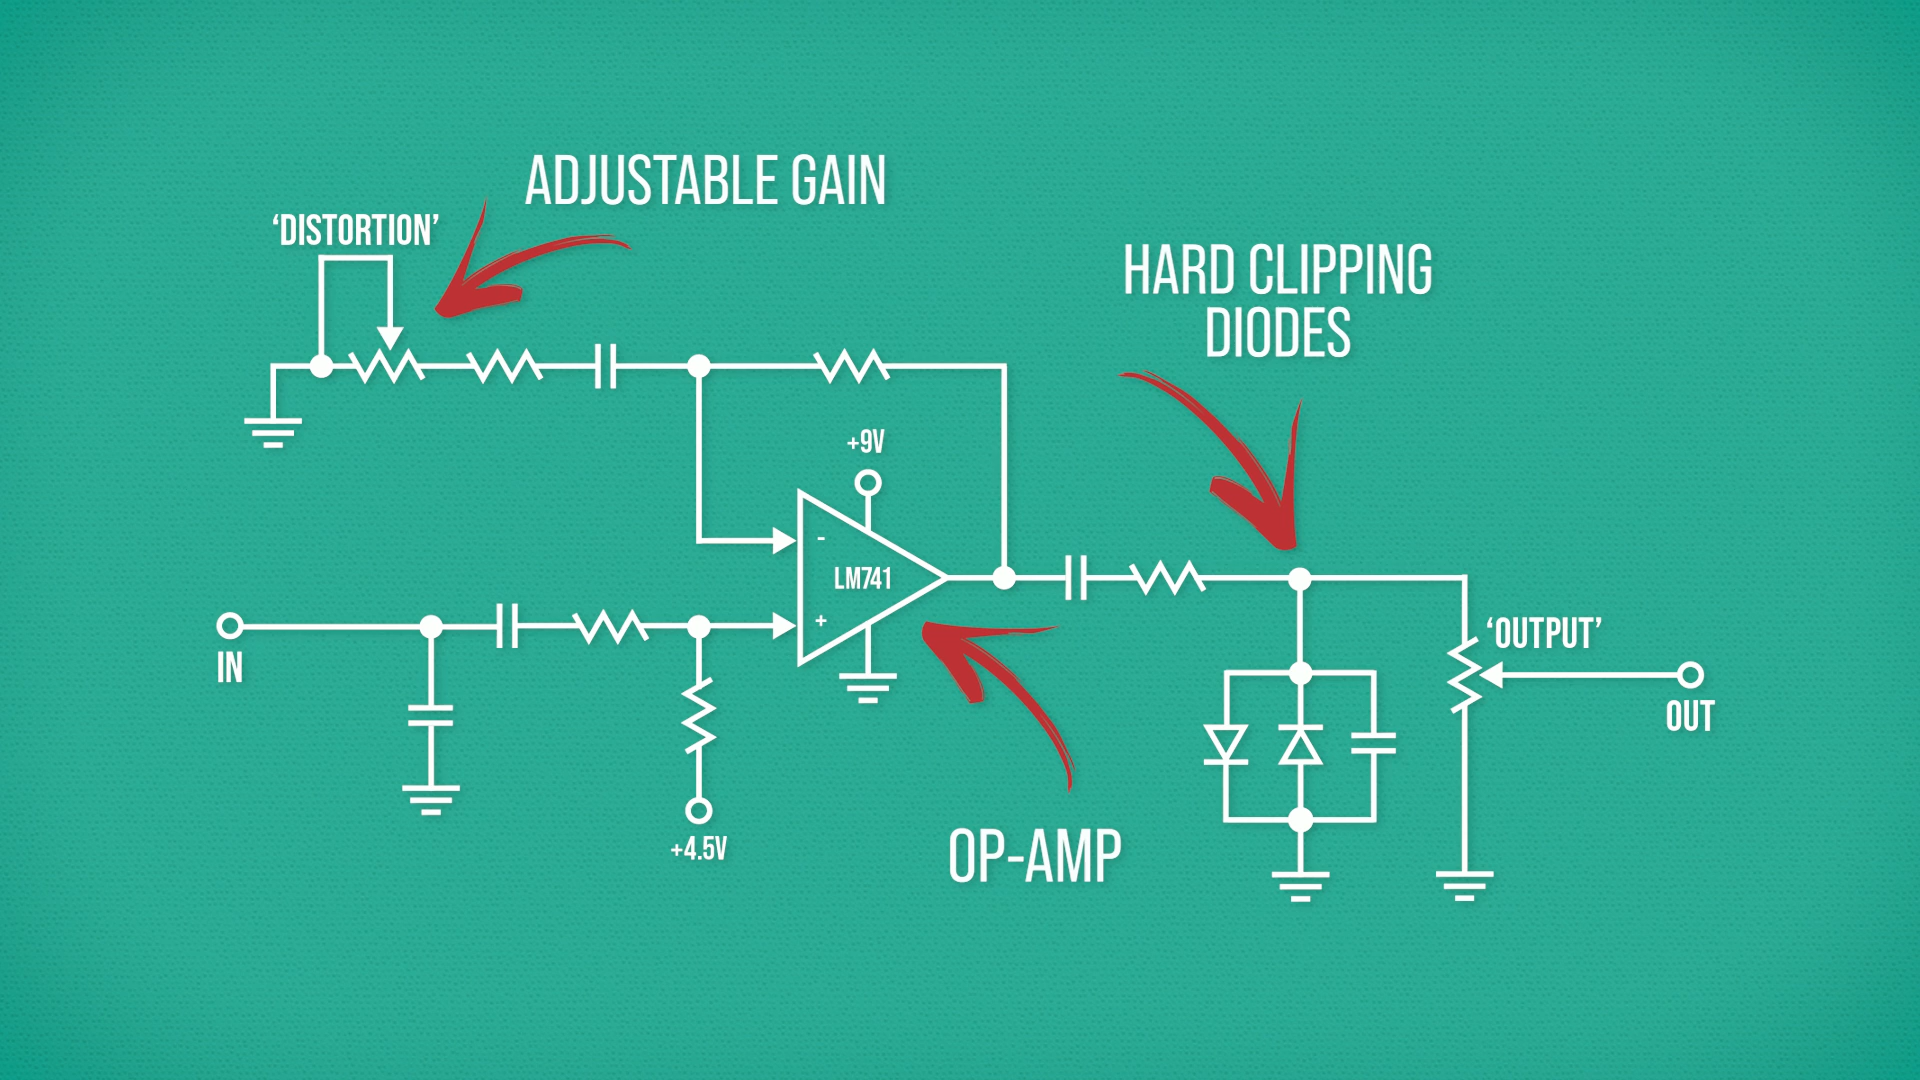 ADJUSTABLE GAIN
‘DISTORTION’
HARD CLIPPING
DIODES
+9V
-
LM741
+
IN
‘OUTPUT’
OUT
+4.5V
OP-AMP